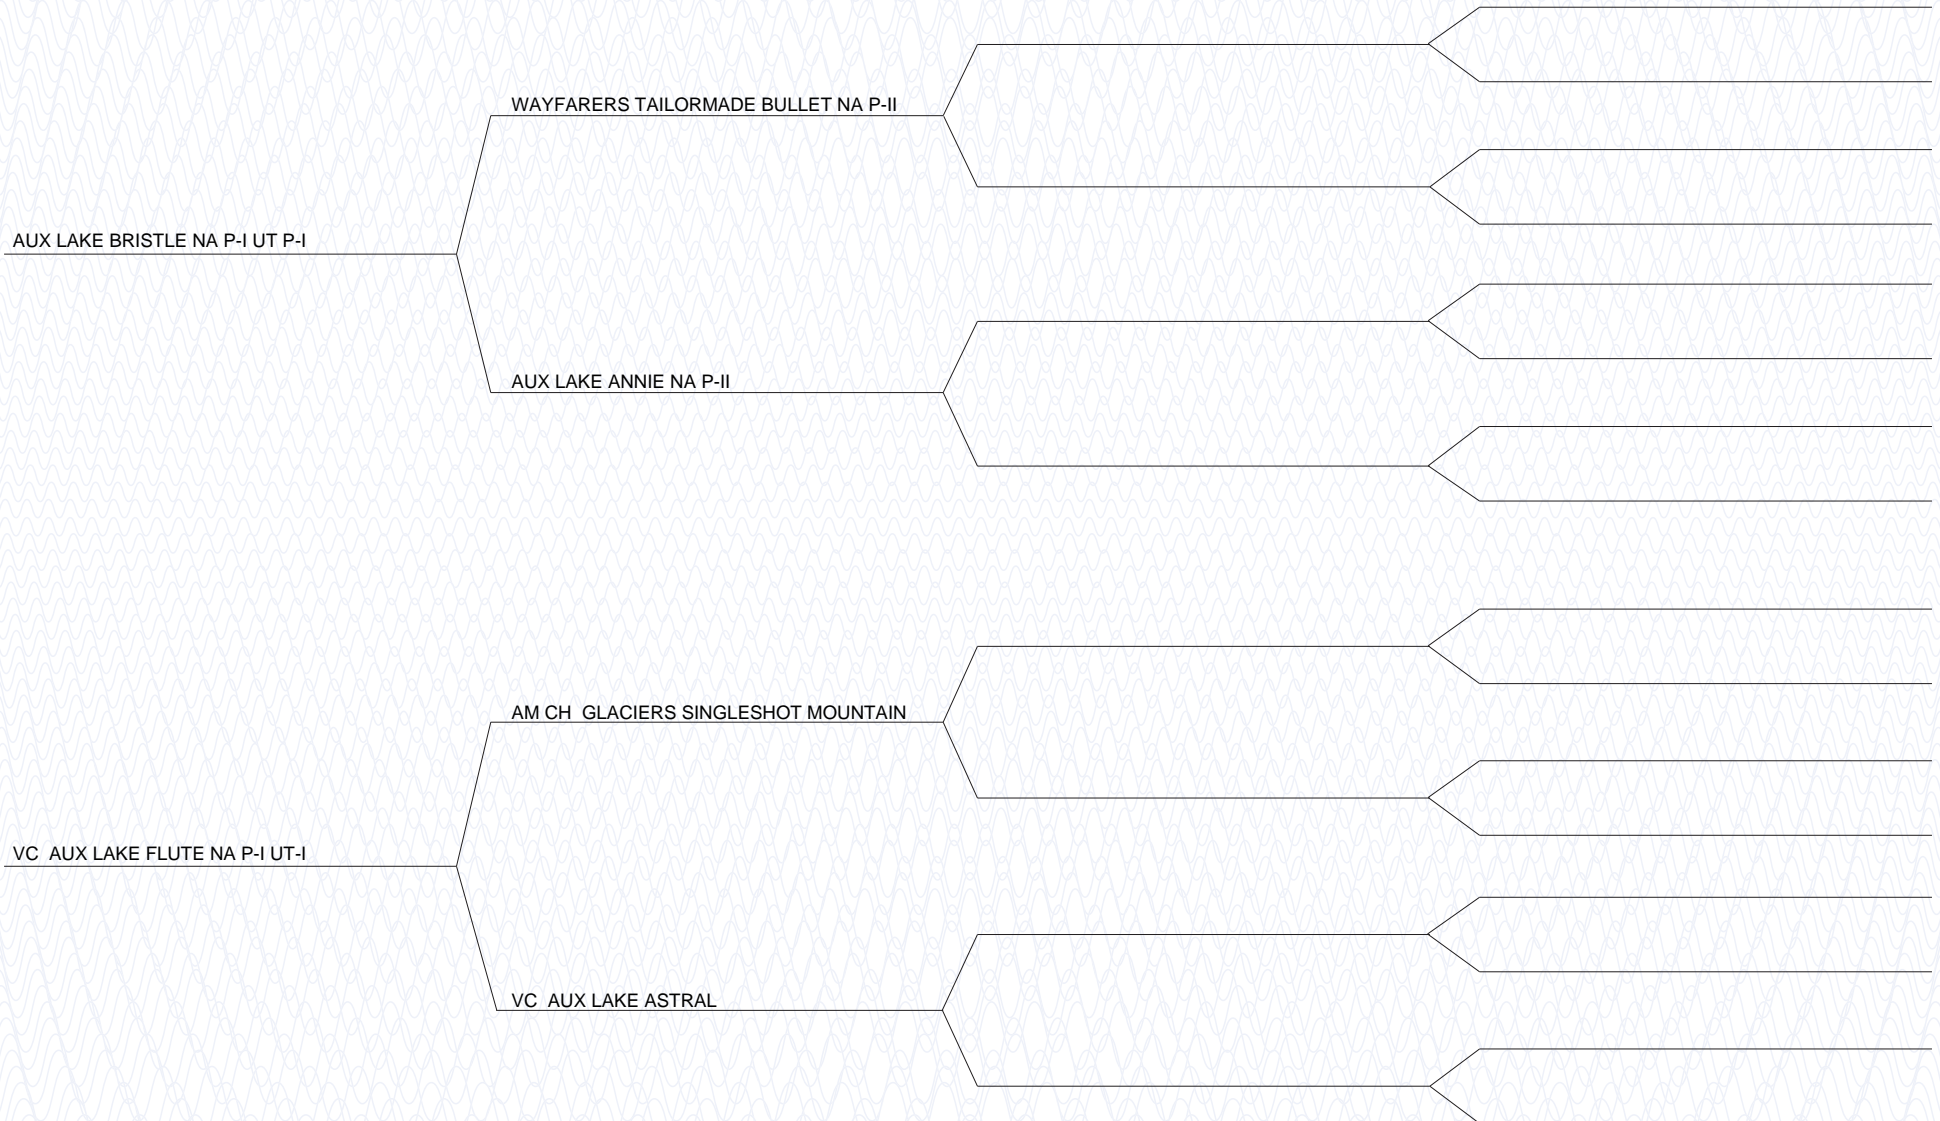 WAYFARERS TAILORMADE BULLET NA P-II
AUX LAKE BRISTLE NA P-I UT P-I
AUX LAKE ANNIE NA P-II
AM CH  GLACIERS SINGLESHOT MOUNTAIN
VC  AUX LAKE FLUTE NA P-I UT-I
VC  AUX LAKE ASTRAL